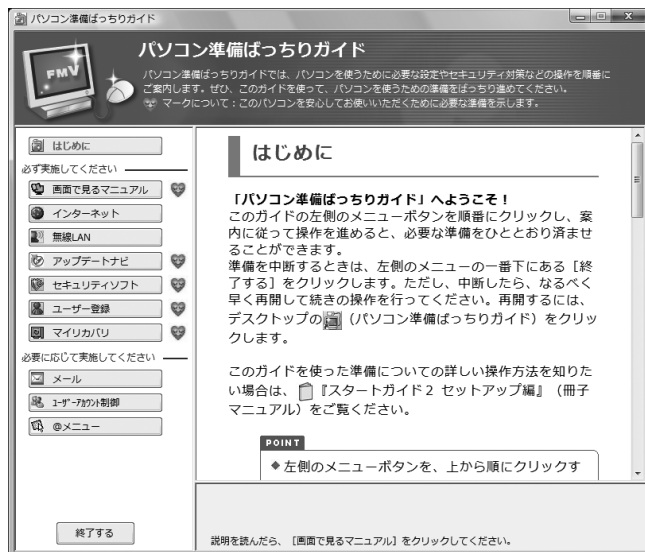 パソコン準備ばっちりガイド
FMV
パソコン準備ばっちりガイド
パソコン準備ばっちりガイドでは、パソコンを使うために必要な設定やセキュリティ対策などの操作を順番に
ご案内します。ぜひ、このガイドを使って、パソコンを使うための準備をばっちり進めてください。
マークについて：このパソコンを安心してお使いいただくために必要な準備を示します。
はじめに
必ず実施してください
画面で見るマニュアル
インターネット
無線LAN
アップデートナビ
セキュリティソフト
ユーザー登録
マイリカバリ
必要に応じて実施してください
メール
ユーザーアカウント制御
@メニュー
終了する
はじめに
「パソコン準備ばっちりガイド」へようこそ！
このガイドの左側のメニューボタンを順番にクリックし、案
内に従って操作を進めると、必要な準備をひととおり済ませ
ることができます。
準備を中断するときは、左側のメニューの一番下にある［終
了する］をクリックします。ただし、中断したら、なるべく
早く再開して続きの操作を行ってください。再開するには、
デスクトップの（パソコン準備ばっちりガイド）をクリッ
クします。
このガイドを使った準備についての詳しい操作方法を知りた
い場合は、『スタートガイド２ セットアップ編』（冊子
マニュアル）をご覧ください。
POINT
◆左側のメニューボタンを、上から順にクリックす
説明を読んだら、［画面で見るマニュアル］をクリックしてください。